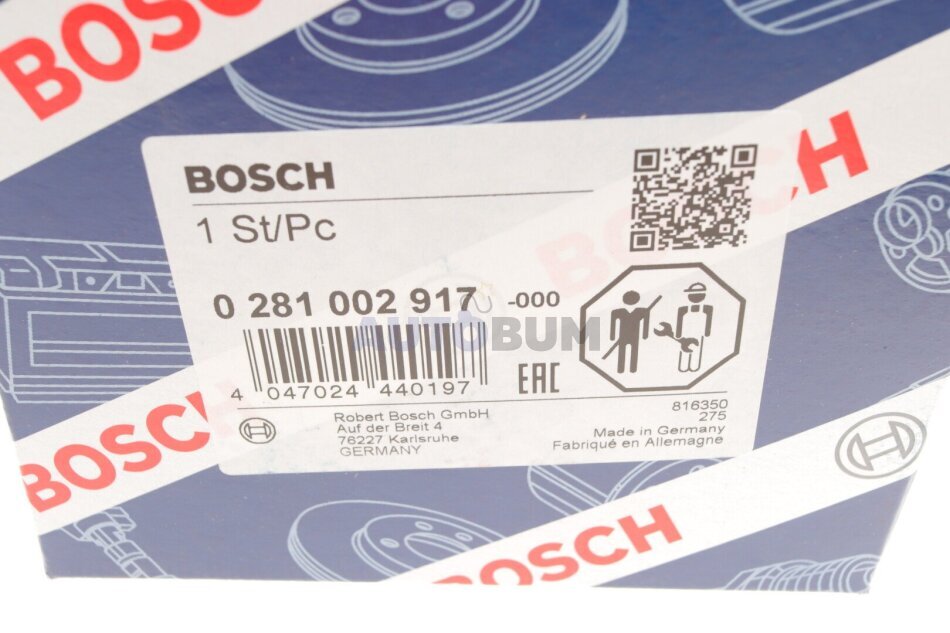 BOSCH
BOSCH
BOSCH
1 St/Pc
0 281 002 917 -000
AUTOBUM
4 047024 440197
EAC
Robert Bosch GmbH
Auf der Breit 4
76227 Karlsruhe
GERMANY
816350
275
Made in Germany
Fabriqué en Allemagne
BOSCH
BOSCH